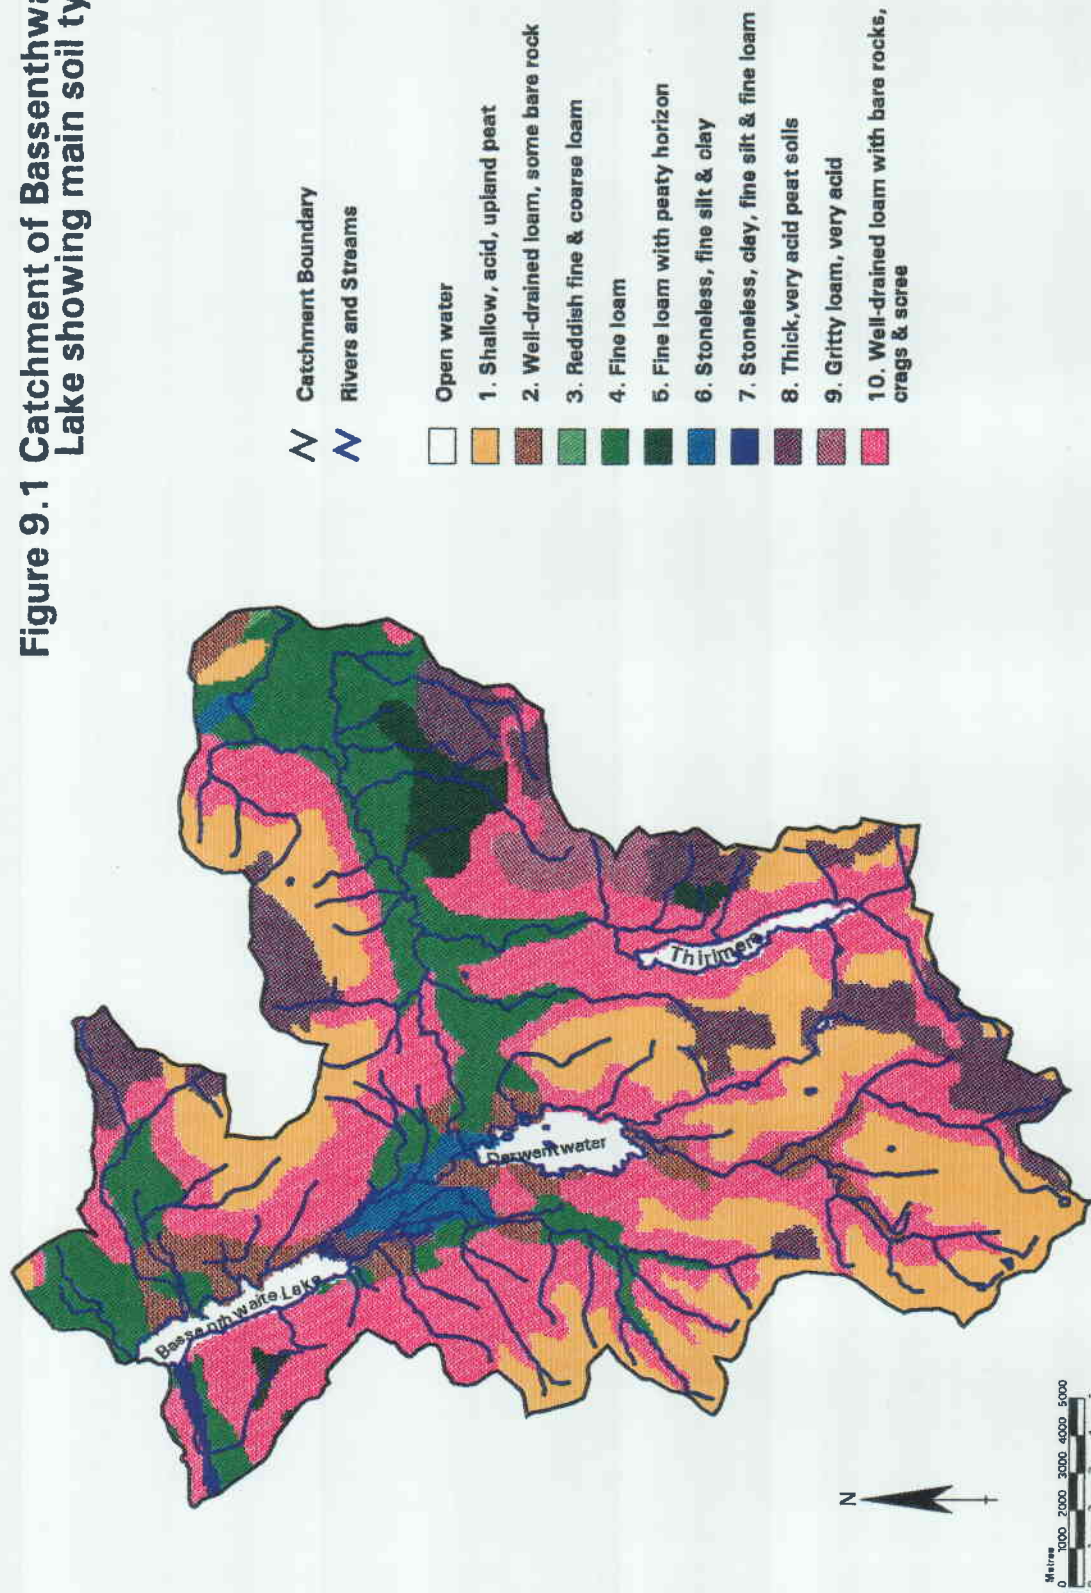 Figure 9.1 Catchment of Bassenthwa
Lake showing main soil ty
Catchment Boundary
Rivers and Streams
Open water
1. Shallow, acid, upland peat
2. Well-drained loam, some bare rock
3. Reddish fine & coarse loam
4. Fine loam
5. Fine loam with peaty horizon
6. Stoneless, fine silt & clay
7. Stoneless, clay, fine silt & fine loam
8. Thick, very acid peat soils
9. Gritty loam, very acid
10. Well-drained loam with bare rocks,
crags & scree
Bassenthwaite Lake
Derwentwater
Thirlmere
N
Metres
0 1000 2000 3000 4000 5000